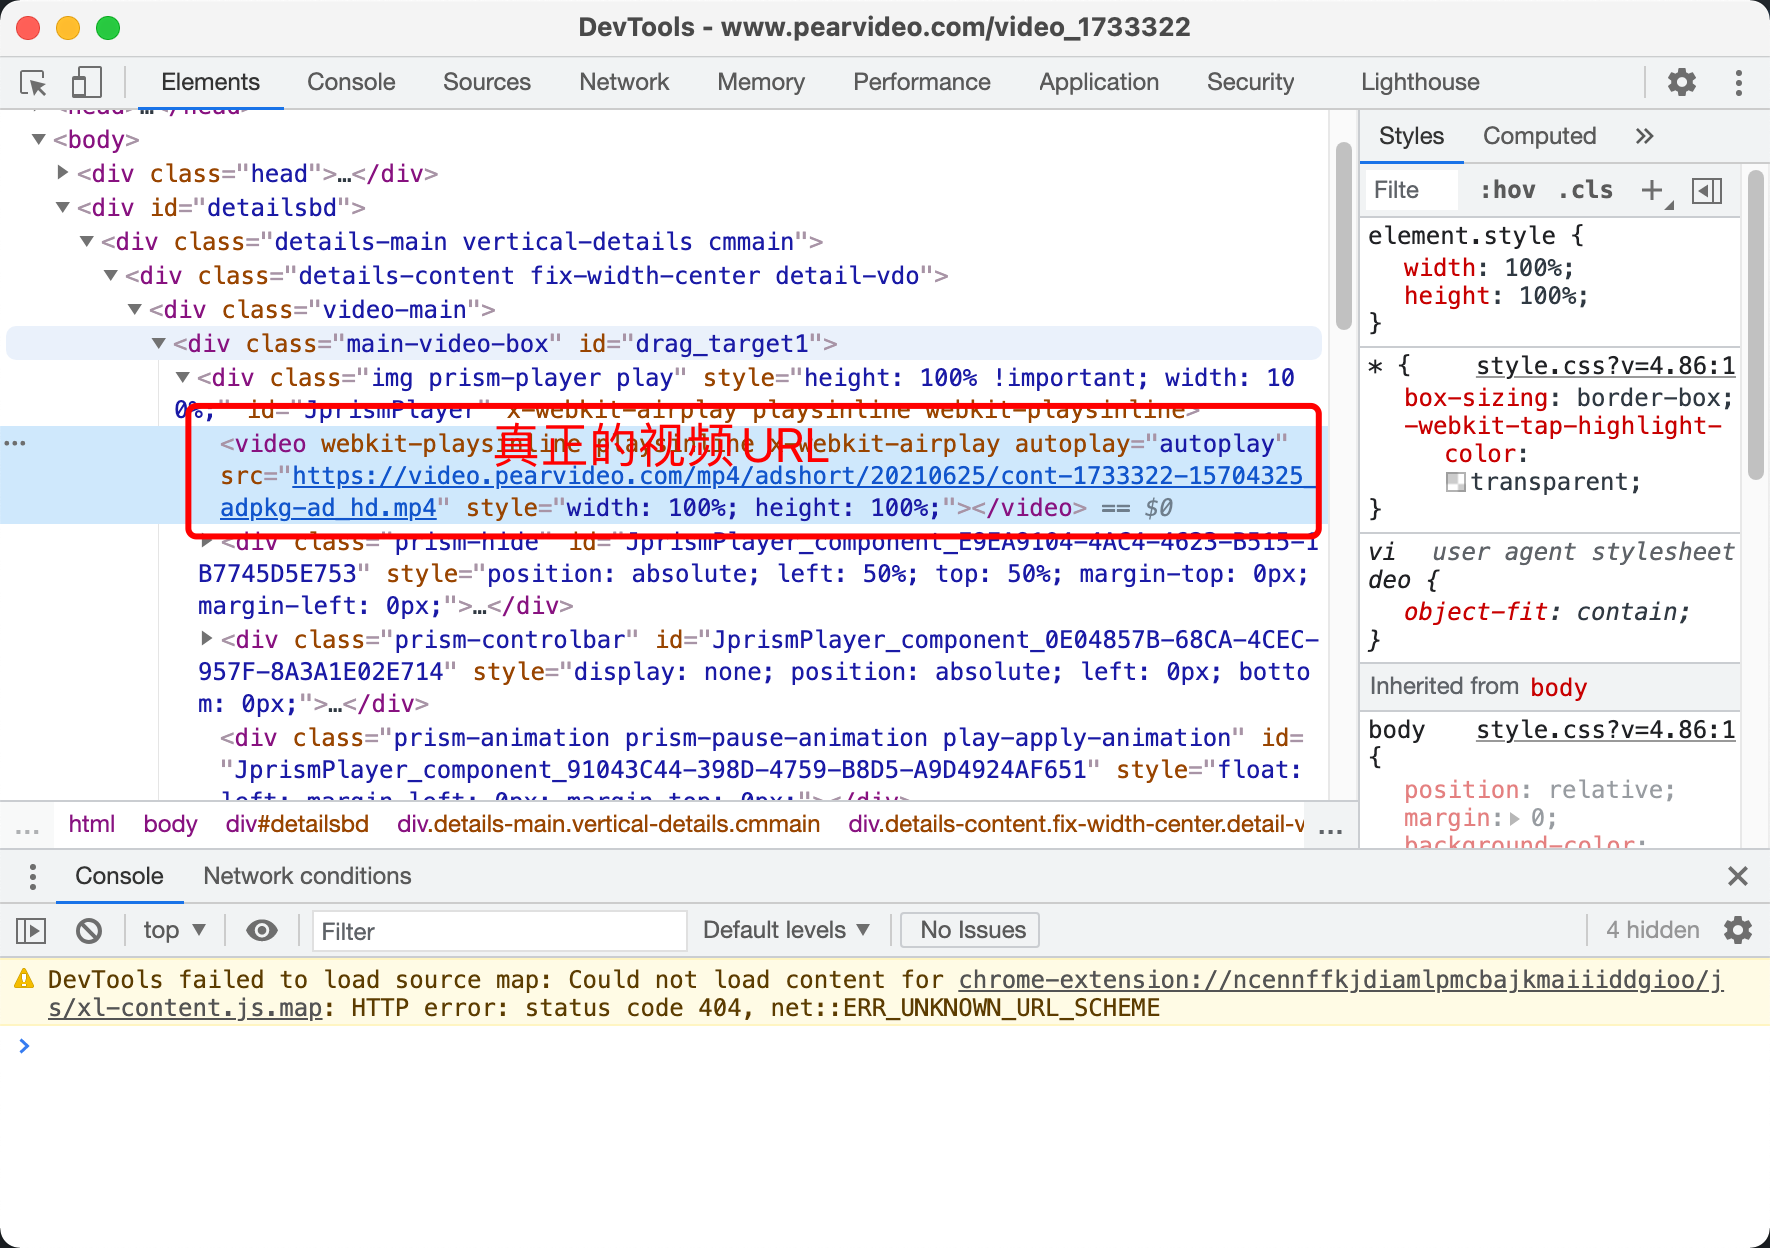 DevTools - www.pearvideo.com/video_1733322
Elements Console Sources Network Memory Performance Application Security Lighthouse
<head>…</head>
<body>
<div class="head">…</div>
<div id="detailsbd">
<div class="details-main vertical-details cmmain">
<div class="details-content fix-width-center detail-vdo">
<div class="video-main">
<div class="main-video-box" id="drag_target1">
<div class="img prism-player play" style="height: 100% !important; width: 10
0%;" id="JprismPlayer" x-webkit-airplay playsinline webkit-playsinline>
真正的视频URL
<video webkit-playsinline playsinline x-webkit-airplay autoplay="autoplay"
src="https://video.pearvideo.com/mp4/adshort/20210625/cont-1733322-15704325_
adpkg-ad_hd.mp4" style="width: 100%; height: 100%;"></video> == $0
<div class="prism-hide" id="JprismPlayer_component_E9EA9104-4AC4-4623-B515-1
B7745D5E753" style="position: absolute; left: 50%; top: 50%; margin-top: 0px;
margin-left: 0px;">…</div>
<div class="prism-controlbar" id="JprismPlayer_component_0E04857B-68CA-4CEC-
957F-8A3A1E02E714" style="display: none; position: absolute; left: 0px; botto
m: 0px;">…</div>
<div class="prism-animation prism-pause-animation play-apply-animation" id=
"JprismPlayer_component_91043C44-398D-4759-B8D5-A9D4924AF651" style="float:
left; margin-left: 0px; margin-top: 0px;"></div>
... html body div#detailsbd div.details-main.vertical-details.cmmain div.details-content.fix-width-center.detail-v ...
Styles Computed »
Filte :hov .cls +
element.style {
width: 100%;
height: 100%;
}
* { style.css?v=4.86:1
box-sizing: border-box;
-webkit-tap-highlight-
color:
transparent;
}
vi user agent stylesheet
deo {
object-fit: contain;
}
Inherited from body
body style.css?v=4.86:1
{
position: relative;
margin: 0;
background-color:
Console Network conditions
top Filter Default levels No Issues 4 hidden
DevTools failed to load source map: Could not load content for chrome-extension://ncennffkjdiamlpmcbajkmaiiiddgioo/j
s/xl-content.js.map: HTTP error: status code 404, net::ERR_UNKNOWN_URL_SCHEME